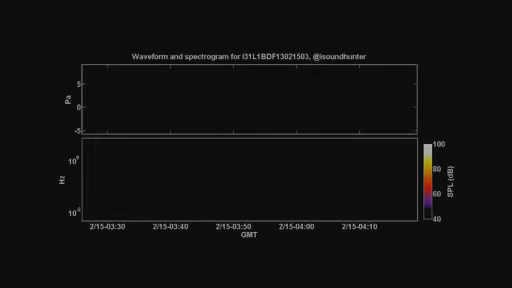 Waveform and spectrogram for I31L1BDF13021503, @isoundhunter
5
0
-5
Pa
100
80
60
40
SPL (dB)
10^0
Hz
2/15-03:30 2/15-03:40 2/15-03:50 2/15-04:00 2/15-04:10
GMT